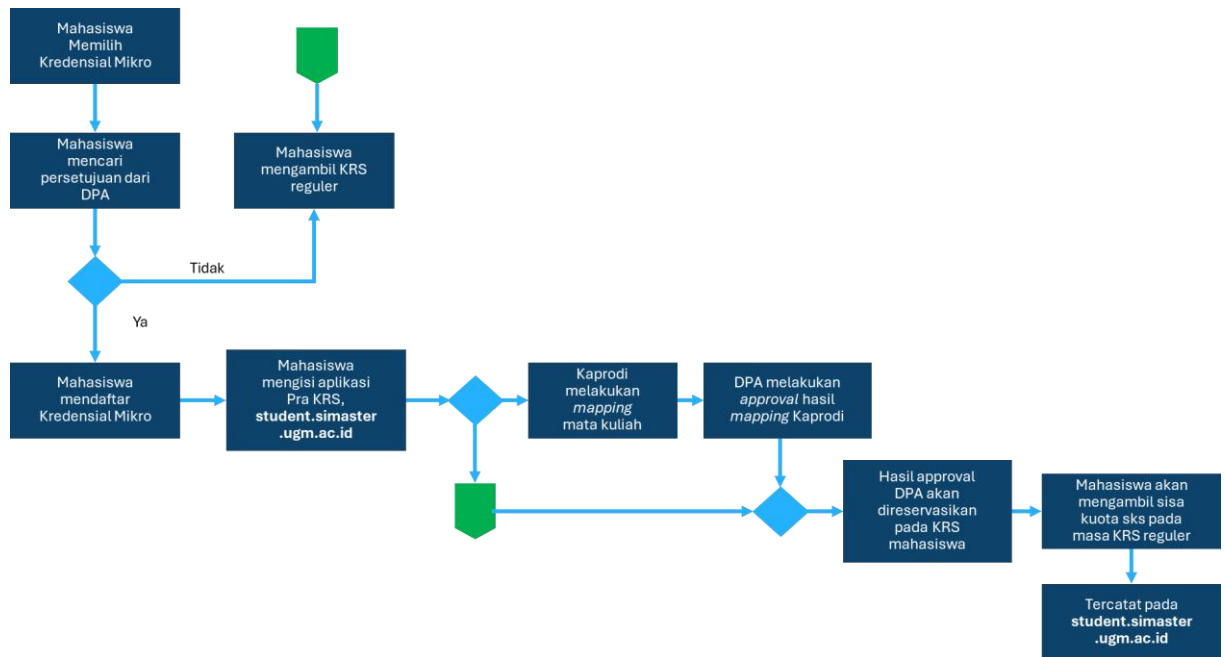 Mahasiswa
Memilih
Kredensial Mikro
Mahasiswa
mencari
persetujuan dari
DPA
Mahasiswa
mengambil KRS
reguler
Tidak
Ya
Mahasiswa
mendaftar
Kredensial Mikro
Mahasiswa
mengisi aplikasi
Pra KRS,
student.simaster
.ugm.ac.id
Kaprodi
melakukan
mapping
mata kuliah
DPA melakukan
approval hasil
mapping Kaprodi
Hasil approval
DPA akan
direservasikan
pada KRS
mahasiswa
Mahasiswa akan
mengambil sisa
kuota sks pada
masa KRS reguler
Tercatat pada
student.simaster
.ugm.ac.id